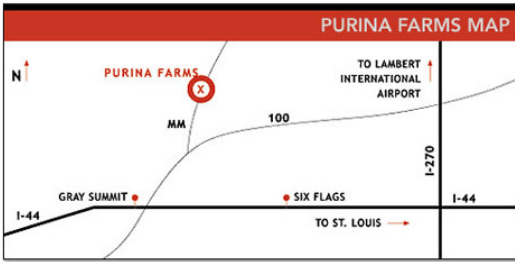 PURINA FARMS MAP
N
PURINA FARMS
X
TO LAMBERT
INTERNATIONAL
AIRPORT
MM
100
I-270
GRAY SUMMIT
SIX FLAGS
I-44
I-44
TO ST. LOUIS